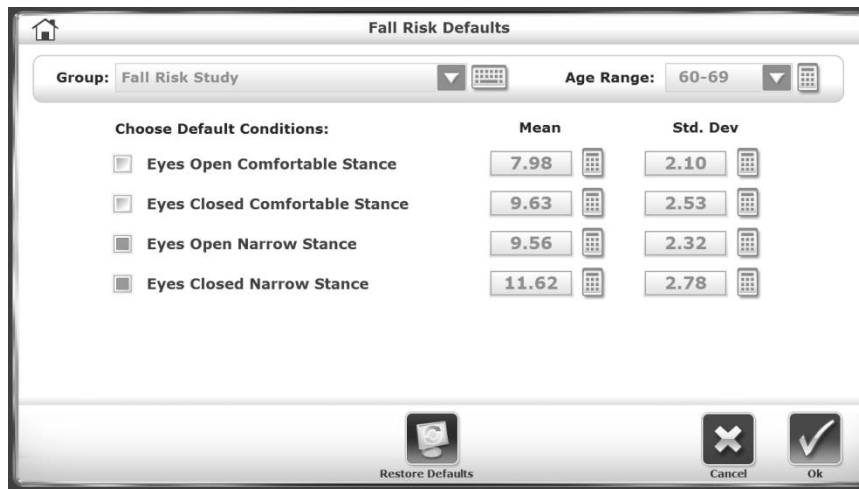 Fall Risk Defaults
Group: Fall Risk Study Age Range: 60-69
Choose Default Conditions: Mean Std. Dev
Eyes Open Comfortable Stance 7.98 2.10
Eyes Closed Comfortable Stance 9.63 2.53
Eyes Open Narrow Stance 9.56 2.32
Eyes Closed Narrow Stance 11.62 2.78
Restore Defaults Cancel Ok